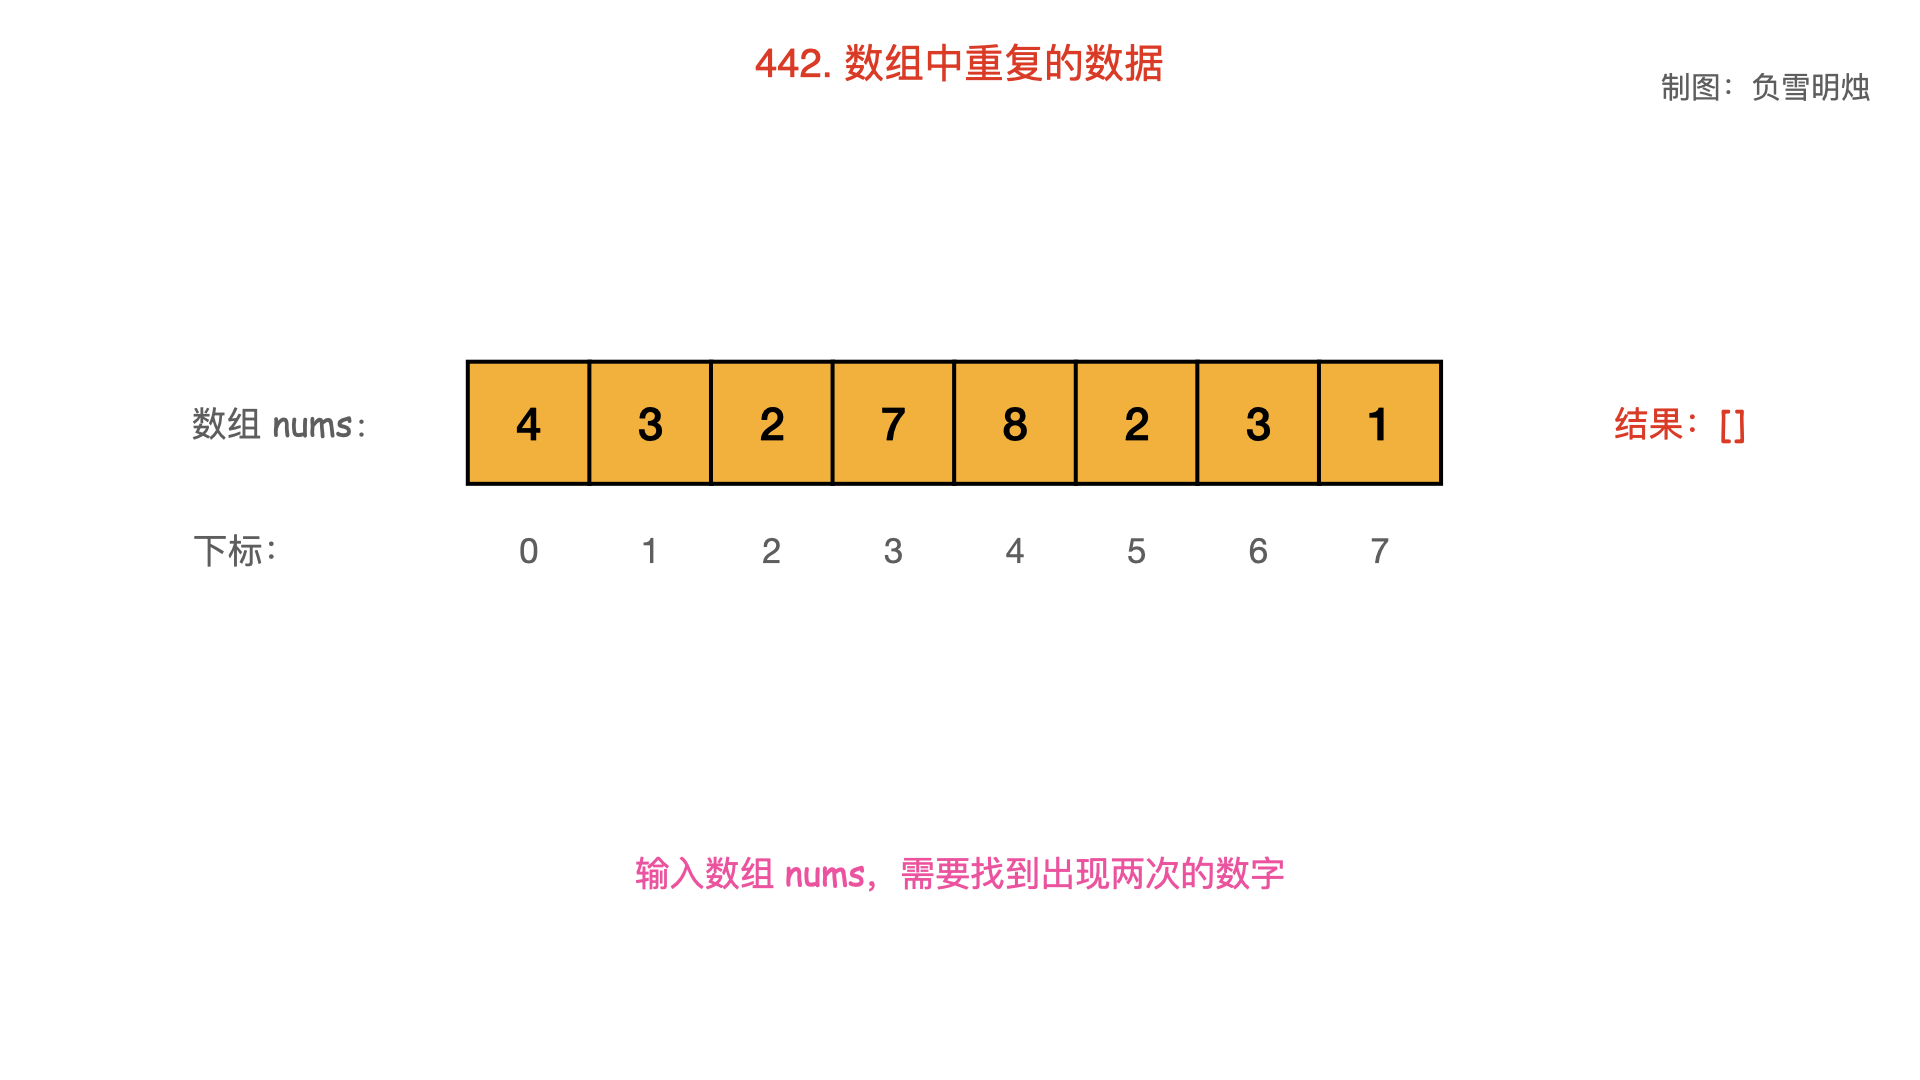 442. 数组中重复的数据
制图：负雪明烛
数组 nums： 4 3 2 7 8 2 3 1 结果：[]
下标： 0 1 2 3 4 5 6 7
输入数组 nums，需要找到出现两次的数字